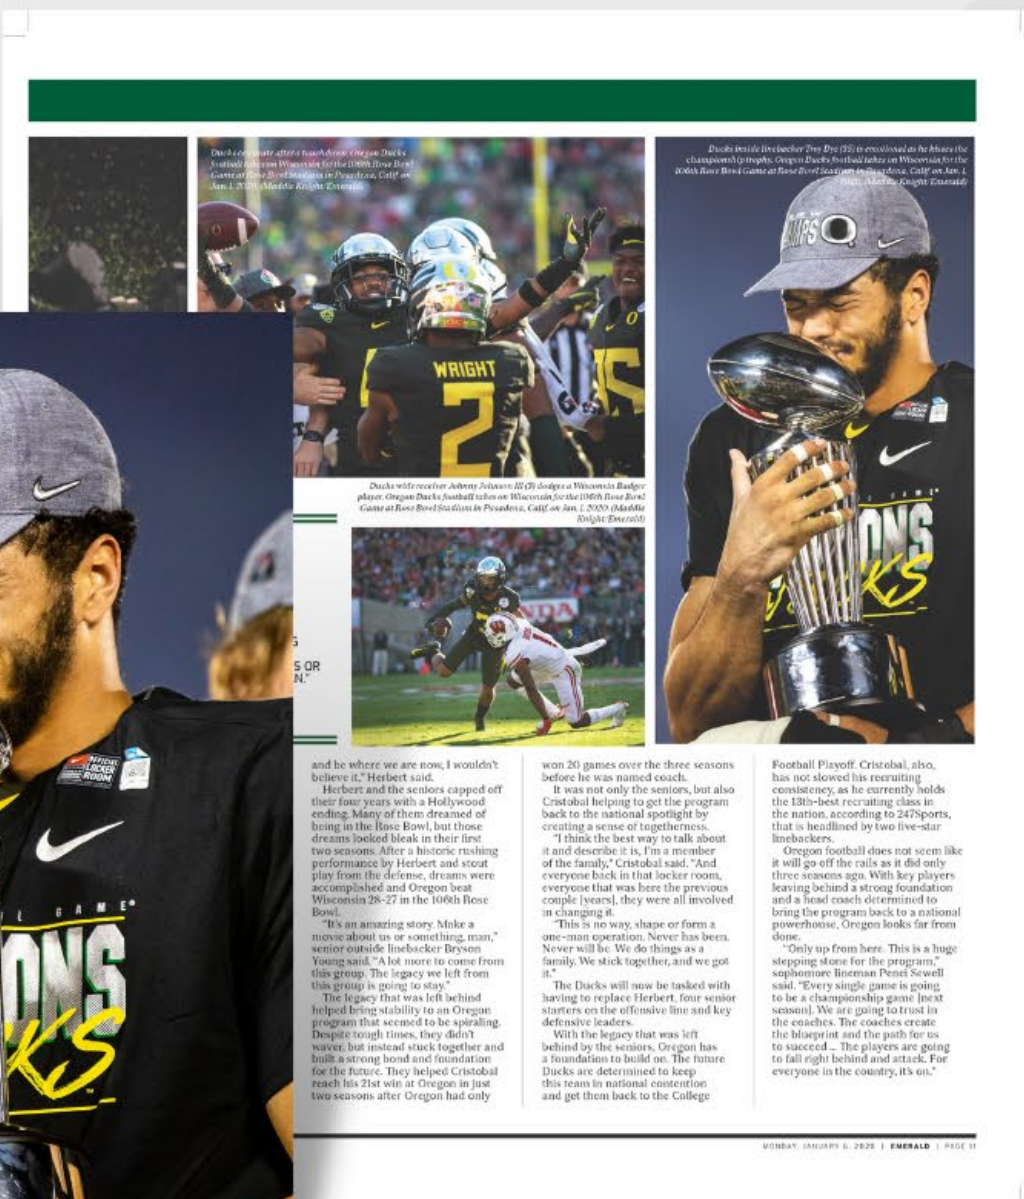 football takes on Wisconsin for the 106th Rose Bowl
Game at Rose Bowl Stadium in Pasadena, Calif. on
Jan. 1, 2020. (Maddie Knight/Emerald)
Ducks inside linebacker Troy Dye (35) is emotional as he kisses the
championship trophy. Oregon Ducks football takes on Wisconsin for the
106th Rose Bowl Game at Rose Bowl Stadium in Pasadena, Calif. on Jan. 1,
(Maddie Knight/Emerald)
WRIGHT
2
Ducks wide receiver Johnny Johnson III (3) dodges a Wisconsin Badger
player. Oregon Ducks football takes on Wisconsin for the 106th Rose Bowl
Game at Rose Bowl Stadium in Pasadena, Calif. on Jan. 1, 2020. (Maddie
Knight/Emerald)
G
S OR
N."
NDA
GAME
ONS
KS
OFFICIAL
LOCKER
ROOM
GAME
ONS
KS
and be where we are now, I wouldn't
believe it," Herbert said.
Herbert and the seniors capped off
their four years with a Hollywood
ending. Many of them dreamed of
being in the Rose Bowl, but those
dreams looked bleak in their first
two seasons. After a historic rushing
performance by Herbert and stout
play from the defense, dreams were
accomplished and Oregon beat
Wisconsin 28-27 in the 106th Rose
Bowl.
"It's an amazing story. Make a
movie about us or something, man,"
senior outside linebacker Bryson
Young said. "A lot more to come from
this group. The legacy we left from
this group is going to stay."
The legacy that was left behind
helped bring stability to an Oregon
program that seemed to be spiraling.
Despite tough times, they didn't
waver, but instead stuck together and
built a strong bond and foundation
for the future. They helped Cristobal
reach his 21st win at Oregon in just
two seasons after Oregon had only
won 20 games over the three seasons
before he was named coach.
It was not only the seniors, but also
Cristobal helping to get the program
back to the national spotlight by
creating a sense of togetherness.
"I think the best way to talk about
it and describe it is, I'm a member
of the family," Cristobal said. "And
everyone back in that locker room,
everyone that was here the previous
couple [years], they were all involved
in changing it.
"This is no way, shape or form a
one-man operation. Never has been.
Never will be. We do things as a
family. We stick together, and we got
it."
The Ducks will now be tasked with
having to replace Herbert, four senior
starters on the offensive line and key
defensive leaders.
With the legacy that was left
behind by the seniors, Oregon has
a foundation to build on. The future
Ducks are determined to keep
this team in national contention
and get them back to the College
Football Playoff. Cristobal, also,
has not slowed his recruiting
consistency, as he currently holds
the 13th-best recruiting class in
the nation, according to 247Sports,
that is headlined by two five-star
linebackers.
Oregon football does not seem like
it will go off the rails as it did only
three seasons ago. With key players
leaving behind a strong foundation
and a head coach determined to
bring the program back to a national
powerhouse, Oregon looks far from
done.
"Only up from here. This is a huge
stepping stone for the program,"
sophomore lineman Penei Sewell
said. "Every single game is going
to be a championship game [next
season]. We are going to trust in
the coaches. The coaches create
the blueprint and the path for us
to succeed ... The players are going
to fall right behind and attack. For
everyone in the country, it's on."
MONDAY, JANUARY 6, 2020 | EMERALD | PAGE 11